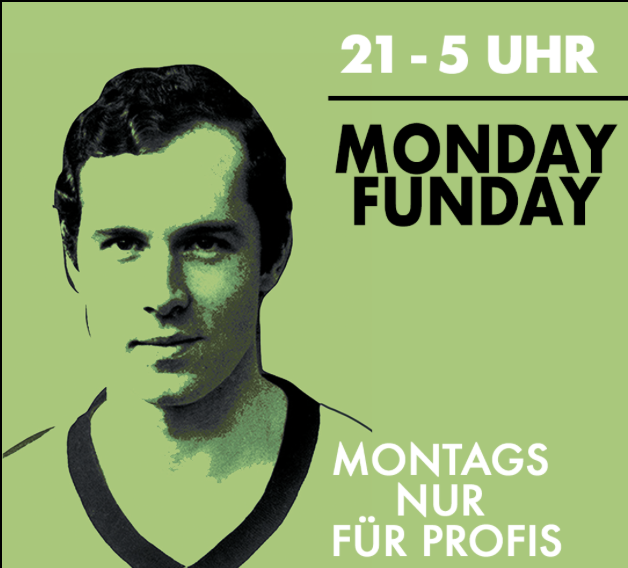 21 - 5 UHR
MONDAY
FUNDAY
MONTAGS
NUR
FÜR PROFIS